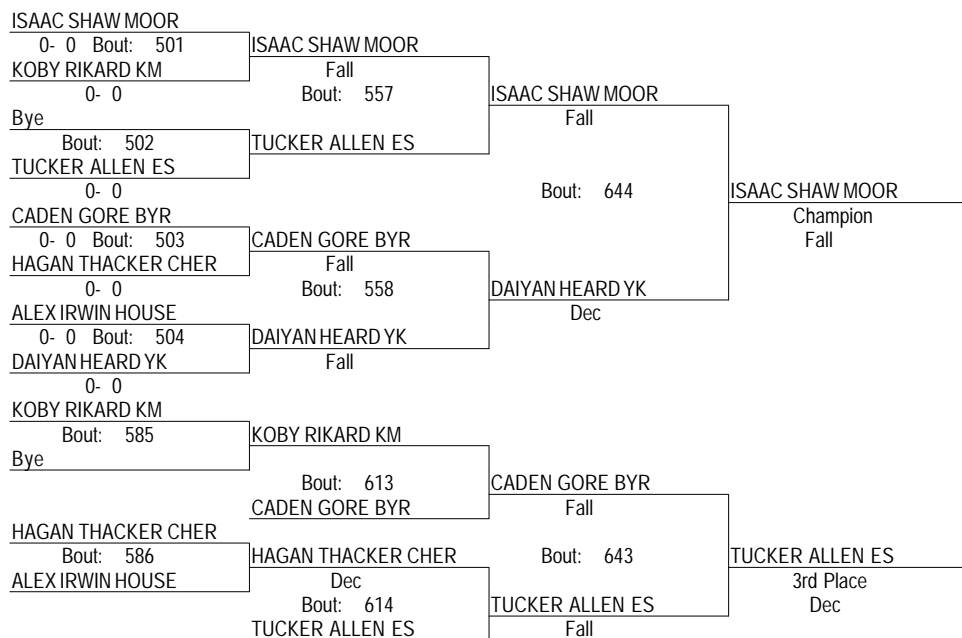 ISAAC SHAW MOOR
0- 0 Bout: 501
ISAAC SHAW MOOR
KOBY RIKARD KM
Fall
0- 0
Bout: 557
ISAAC SHAW MOOR
Bye
Fall
Bout: 502
TUCKER ALLEN ES
TUCKER ALLEN ES
0- 0
Bout: 644
ISAAC SHAW MOOR
CADEN GORE BYR
Champion
0- 0 Bout: 503
CADEN GORE BYR
Fall
HAGAN THACKER CHER
Fall
0- 0
Bout: 558
DAIYAN HEARD YK
ALEX IRWIN HOUSE
Dec
0- 0 Bout: 504
DAIYAN HEARD YK
DAIYAN HEARD YK
Fall
0- 0
KOBY RIKARD KM
Bout: 585
KOBY RIKARD KM
Bye
Bout: 613
CADEN GORE BYR
CADEN GORE BYR
Fall
HAGAN THACKER CHER
Bout: 586
HAGAN THACKER CHER
Bout: 643
TUCKER ALLEN ES
ALEX IRWIN HOUSE
Dec
3rd Place
Bout: 614
TUCKER ALLEN ES
Dec
TUCKER ALLEN ES
Fall